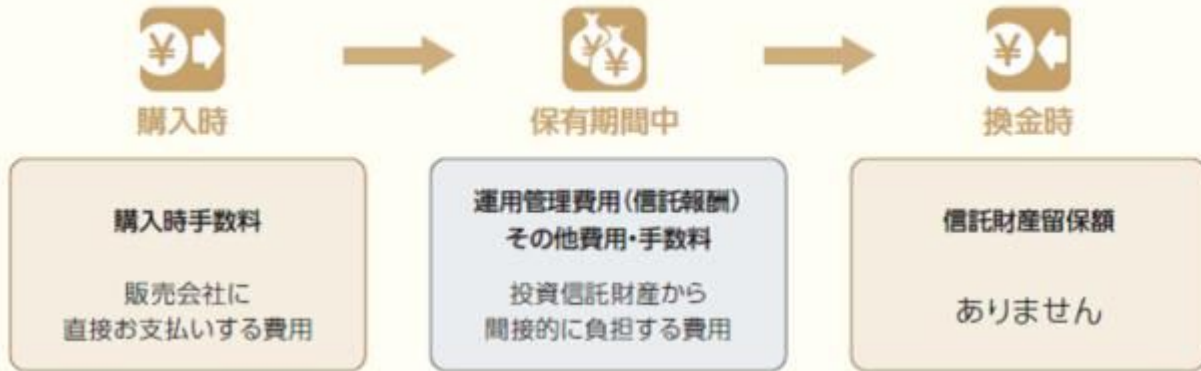 ¥
¥
¥
¥
購入時
保有期間中
換金時
購入時手数料
販売会社に
直接お支払いする費用
運用管理費用(信託報酬)
その他費用・手数料
投資信託財産から
間接的に負担する費用
信託財産留保額
ありません